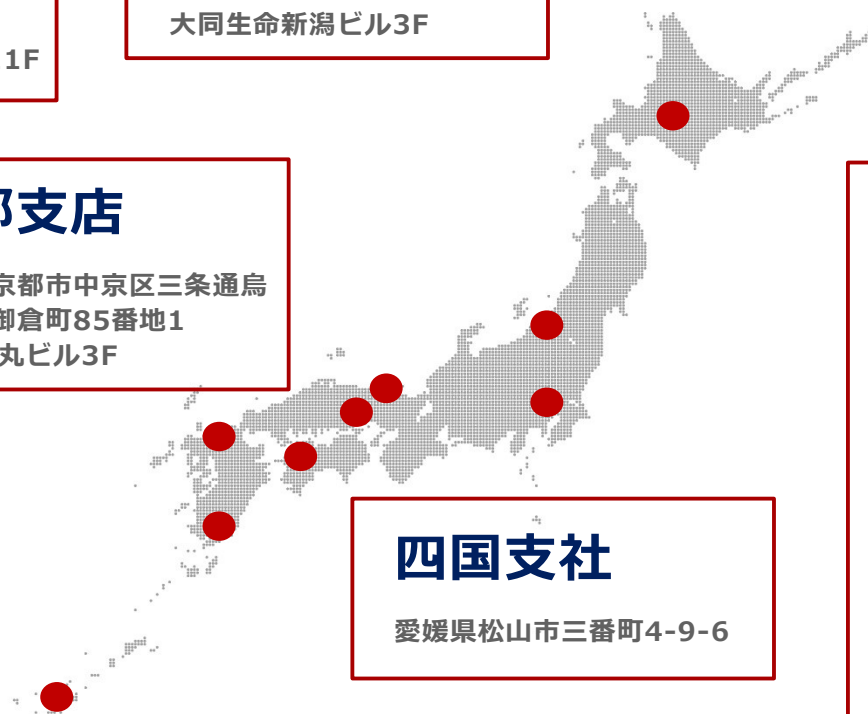 1F
大同生命新潟ビル3F
支店
京都市中京区三条通烏
御倉町85番地1
丸ビル3F
四国支社
愛媛県松山市三番町4-9-6